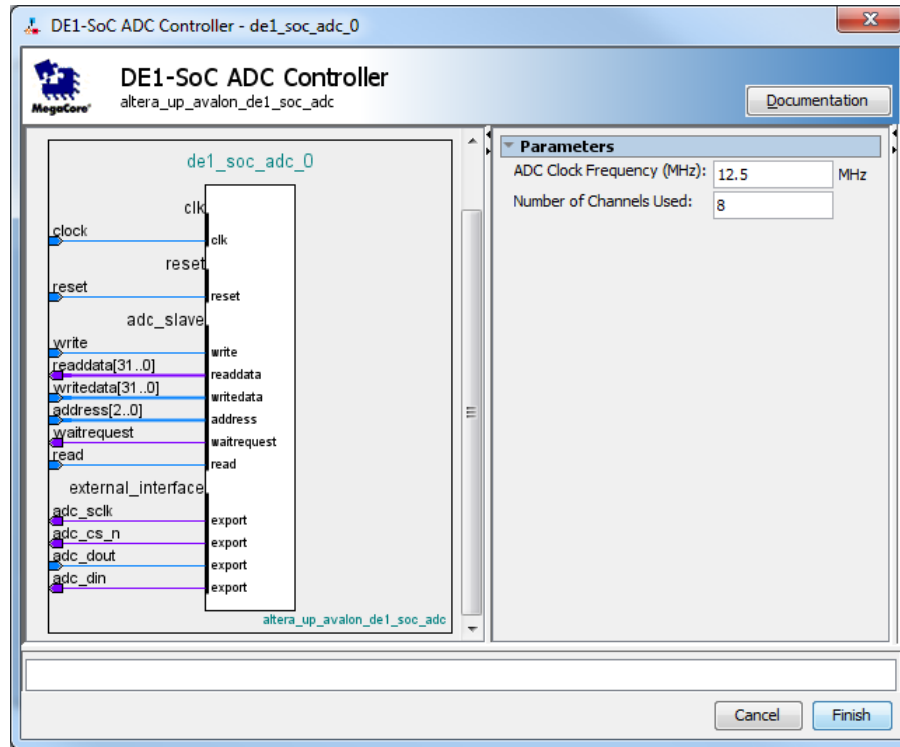 DE1-SoC ADC Controller - de1_soc_adc_0
DE1-SoC ADC Controller
altera_up_avalon_de1_soc_adc
MegaCore®
Documentation
de1_soc_adc_0
clk
clock
clk
reset
reset
reset
adc_slave
write
write
readdata[31..0]
readdata
writedata[31..0]
writedata
address[2..0]
address
waitrequest
waitrequest
read
read
external_interface
adc_sclk
export
adc_cs_n
export
adc_dout
export
adc_din
export
altera_up_avalon_de1_soc_adc
Parameters
ADC Clock Frequency (MHz): 12.5 MHz
Number of Channels Used: 8
Cancel Finish